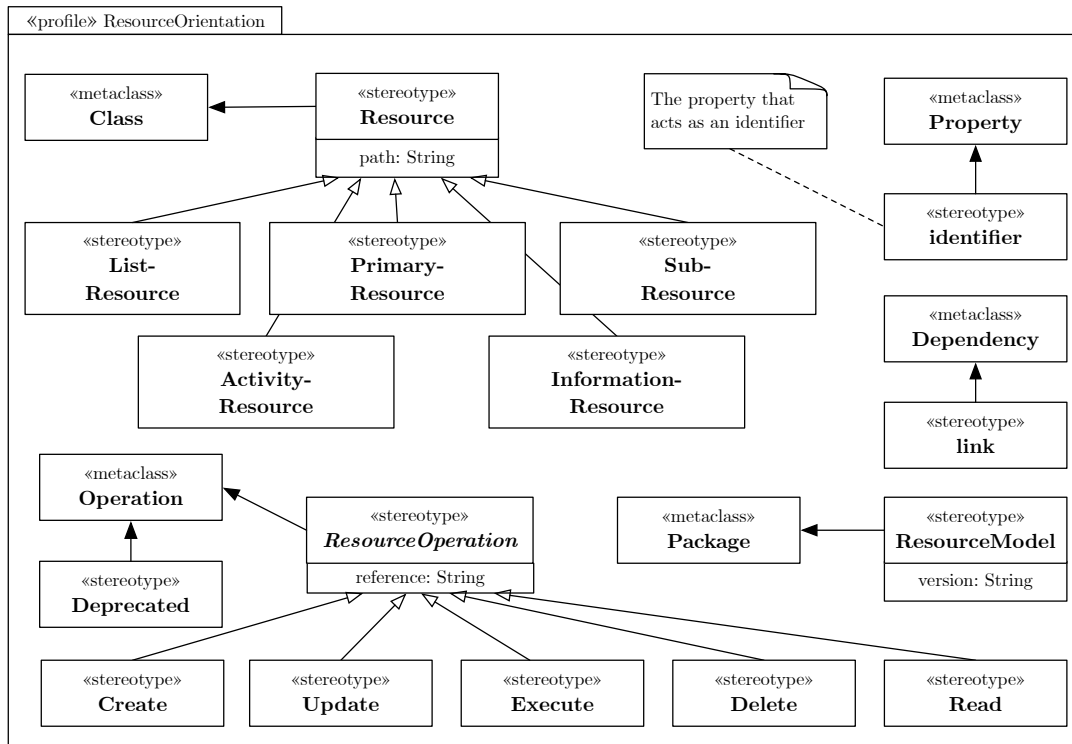 «profile» ResourceOrientation
«metaclass»
Class
«stereotype»
Resource
path: String
The property that
acts as an identifier
«metaclass»
Property
«stereotype»
identifier
«stereotype»
List-
Resource
«stereotype»
Primary-
Resource
«stereotype»
Sub-
Resource
«stereotype»
Activity-
Resource
«stereotype»
Information-
Resource
«metaclass»
Dependency
«stereotype»
link
«metaclass»
Operation
«stereotype»
Deprecated
«stereotype»
ResourceOperation
reference: String
«metaclass»
Package
«stereotype»
ResourceModel
version: String
«stereotype»
Create
«stereotype»
Update
«stereotype»
Execute
«stereotype»
Delete
«stereotype»
Read